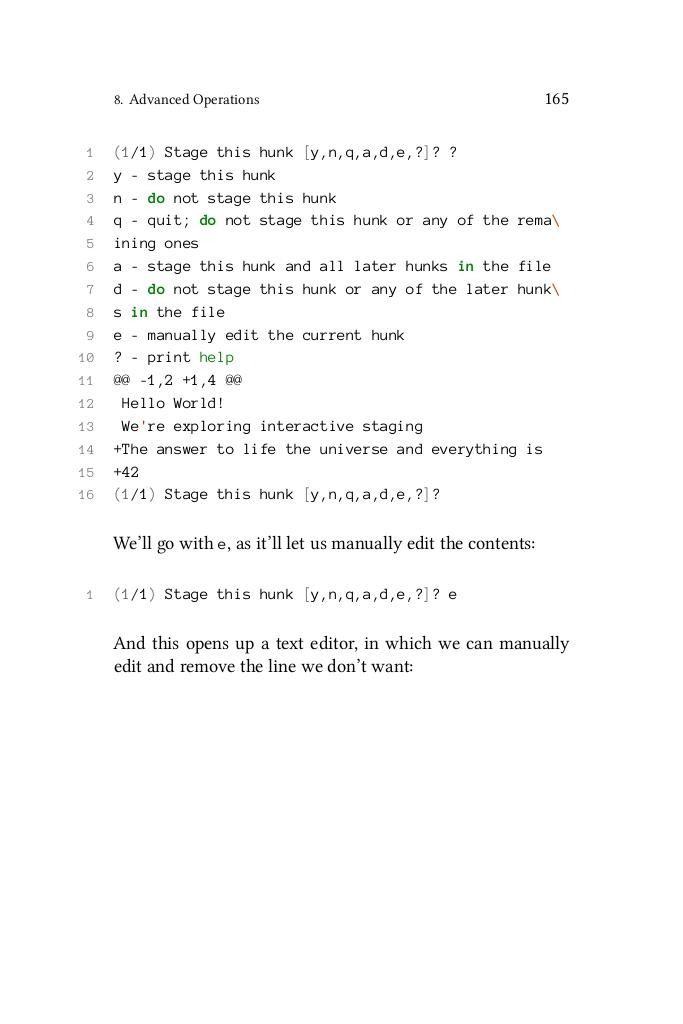 8. Advanced Operations 165
1 (1/1) Stage this hunk [y,n,q,a,d,e,?]? ?
2 y - stage this hunk
3 n - do not stage this hunk
4 q - quit; do not stage this hunk or any of the rema\
5 ining ones
6 a - stage this hunk and all later hunks in the file
7 d - do not stage this hunk or any of the later hunk\
8 s in the file
9 e - manually edit the current hunk
10 ? - print help
11 @@ -1,2 +1,4 @@
12  Hello World!
13  We're exploring interactive staging
14 +The answer to life the universe and everything is
15 +42
16 (1/1) Stage this hunk [y,n,q,a,d,e,?]?
We’ll go with e, as it’ll let us manually edit the contents:
1 (1/1) Stage this hunk [y,n,q,a,d,e,?]? e
And this opens up a text editor, in which we can manually
edit and remove the line we don’t want: